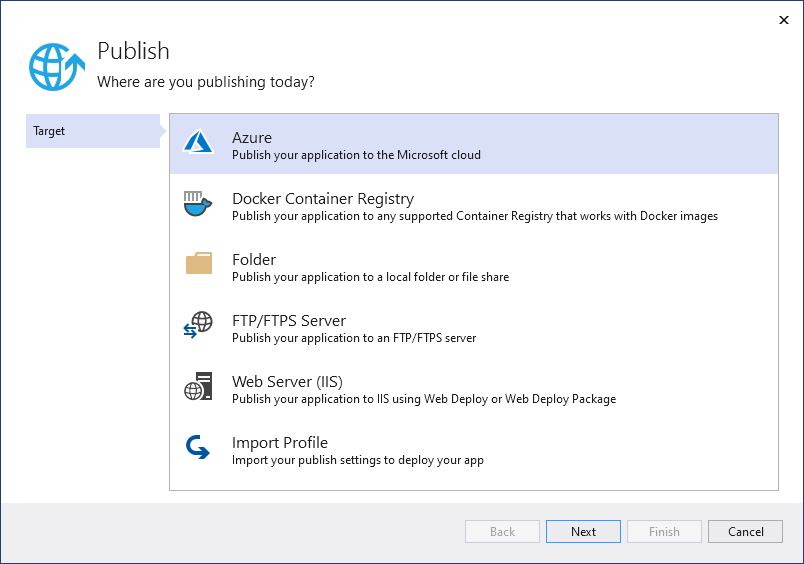 Publish
Where are you publishing today?
Target
Azure
Publish your application to the Microsoft cloud
Docker Container Registry
Publish your application to any supported Container Registry that works with Docker images
Folder
Publish your application to a local folder or file share
FTP/FTPS Server
Publish your application to an FTP/FTPS server
Web Server (IIS)
Publish your application to IIS using Web Deploy or Web Deploy Package
Import Profile
Import your publish settings to deploy your app
Back Next Finish Cancel